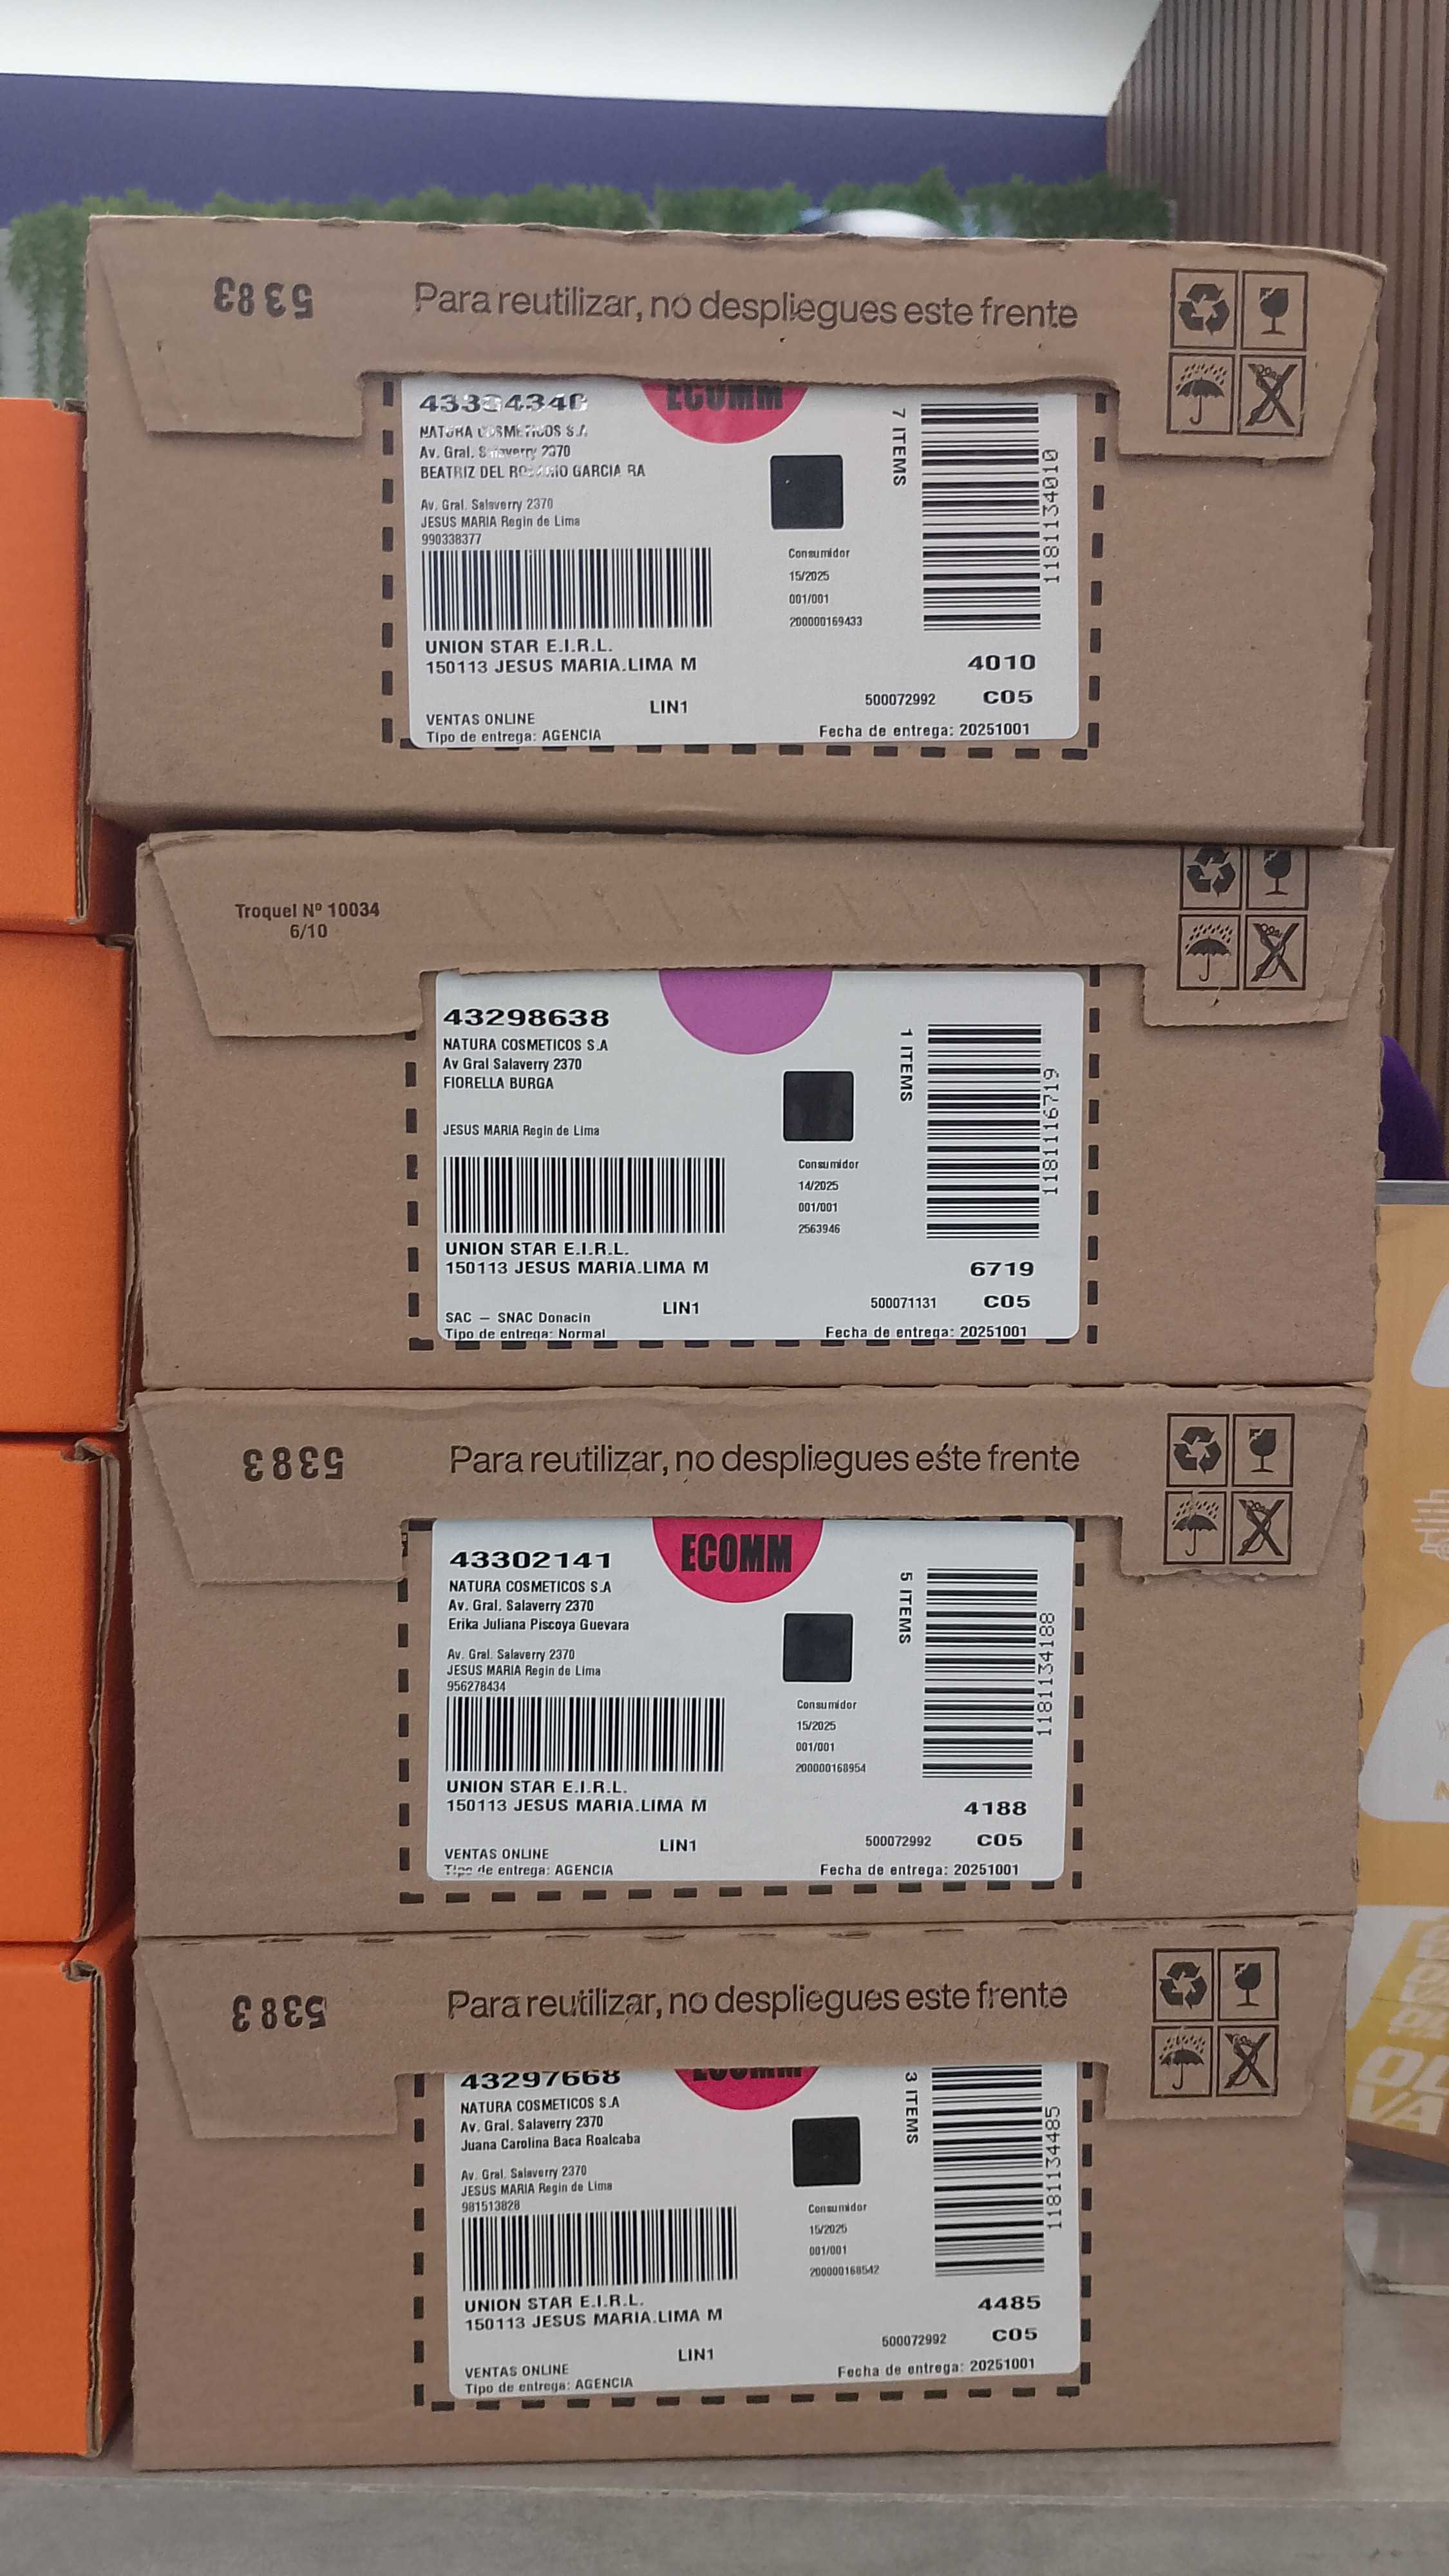 5383
Para reutilizar, no despliegues este frente
ECOMM
NATURA COSMETICOS S.A
Av. Gral. Salaverry 2370
BEATRIZ DEL ROSARIO GARCIA RA
Av. Gral. Salaverry 2370
JESUS MARIA Regin de Lima
990338377
UNION STAR E.I.R.L.
150113 JESUS MARIA.LIMA M
LIN1
VENTAS ONLINE
Tipo de entrega: AGENCIA
7 ITEMS
1181134010
Consumidor
15/2025
001/001
200000169433
4010
500072992 C05
Fecha de entrega: 20251001
Troquel Nº 10034
6/10
43298638
NATURA COSMETICOS S.A
Av Gral Salaverry 2370
FIORELLA BURGA
JESUS MARIA Regin de Lima
UNION STAR E.I.R.L.
150113 JESUS MARIA.LIMA M
LIN1
SAC – SNAC Donacin
Tipo de entrega: Normal
1 ITEMS
1181116719
Consumidor
14/2025
001/001
2563946
6719
500071131 C05
Fecha de entrega: 20251001
5383
Para reutilizar, no despliegues este frente
ECOMM
43302141
NATURA COSMETICOS S.A
Av. Gral. Salaverry 2370
Erika Juliana Piscoya Guevara
Av. Gral. Salaverry 2370
JESUS MARIA Regin de Lima
956278434
UNION STAR E.I.R.L.
150113 JESUS MARIA.LIMA M
LIN1
VENTAS ONLINE
Tipo de entrega: AGENCIA
5 ITEMS
1181134188
Consumidor
15/2025
001/001
200000168954
4188
500072992 C05
Fecha de entrega: 20251001
5383
Para reutilizar, no despliegues este frente
ECOMM
43297668
NATURA COSMETICOS S.A
Av. Gral. Salaverry 2370
Juana Carolina Baca Roalcaba
Av. Gral. Salaverry 2370
JESUS MARIA Regin de Lima
981513828
UNION STAR E.I.R.L.
150113 JESUS MARIA.LIMA M
LIN1
VENTAS ONLINE
Tipo de entrega: AGENCIA
3 ITEMS
1181134485
Consumidor
15/2025
001/001
200000168542
4485
500072992 C05
Fecha de entrega: 20251001